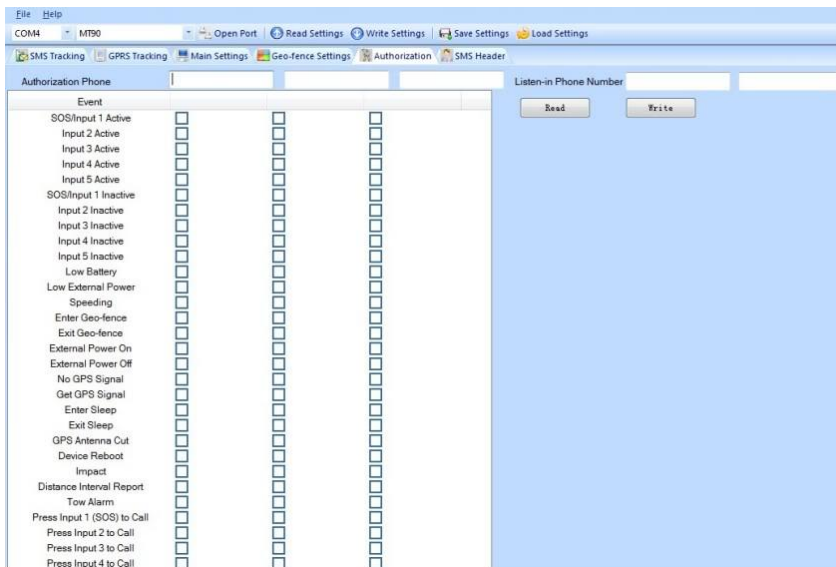 File Help
COM4 MT90 Open Port Read Settings Write Settings Save Settings Load Settings
SMS Tracking GPRS Tracking Main Settings Geo-fence Settings Authorization SMS Header
Authorization Phone Listen-in Phone Number
Event
Read Write
SOS/Input 1 Active
Input 2 Active
Input 3 Active
Input 4 Active
Input 5 Active
SOS/Input 1 Inactive
Input 2 Inactive
Input 3 Inactive
Input 4 Inactive
Input 5 Inactive
Low Battery
Low External Power
Speeding
Enter Geo-fence
Exit Geo-fence
External Power On
External Power Off
No GPS Signal
Get GPS Signal
Enter Sleep
Exit Sleep
GPS Antenna Cut
Device Reboot
Impact
Distance Interval Report
Tow Alarm
Press Input 1 (SOS) to Call
Press Input 2 to Call
Press Input 3 to Call
Press Input 4 to Call